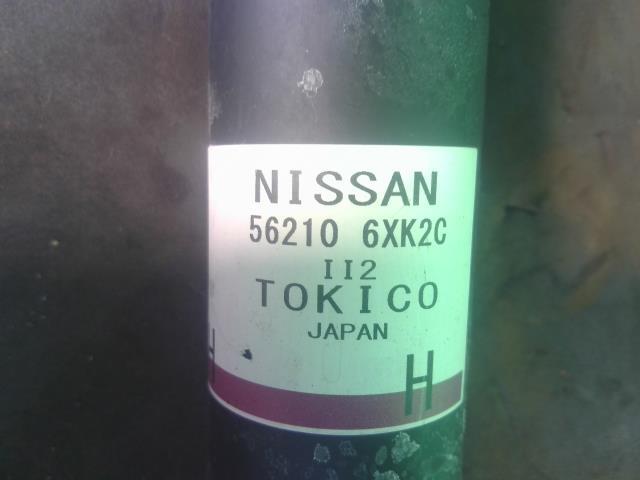 NISSAN
56210 6XK2C
II2
TOKICO
JAPAN
H H